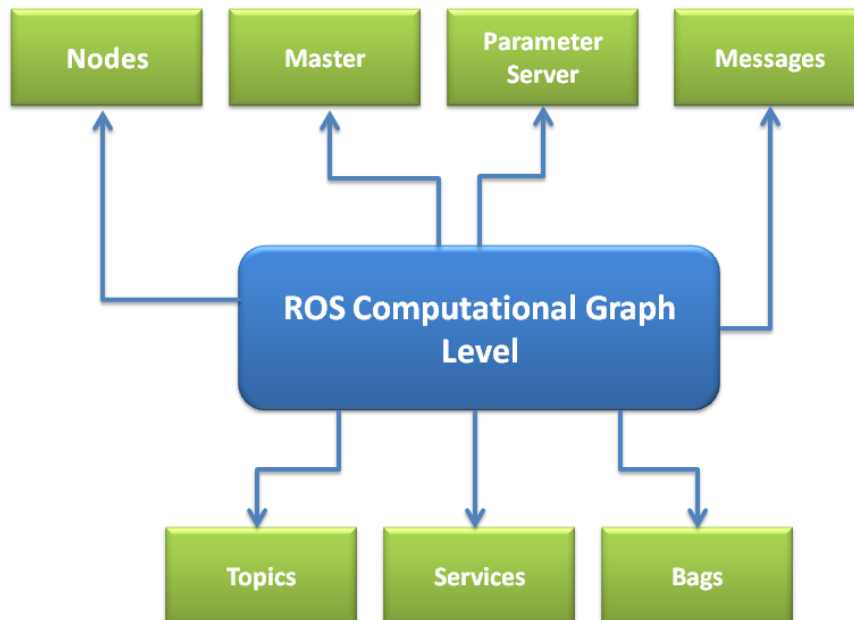 Nodes
Master
Parameter
Server
Messages
ROS Computational Graph
Level
Topics
Services
Bags